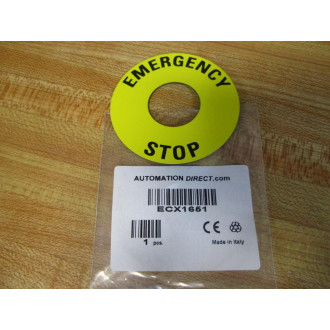 EMERGENCY
STOP
AUTOMATION DIRECT.com
ECX1651
1 pcs
CE
Made in Italy